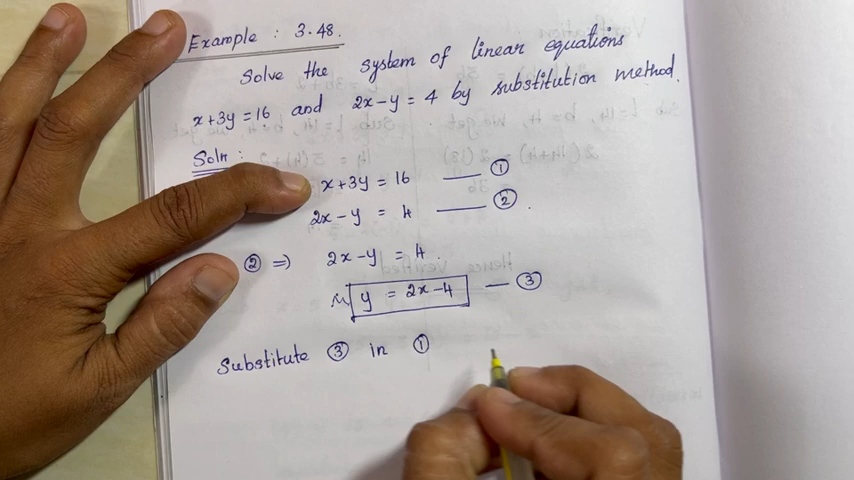 Example : 3.48.
Solve the system of linear equations
x+3y = 16 and 2x-y = 4 by substitution method.
Soln :
x+3y = 16 —— ①
2x-y = 4 —— ② .
② => 2x-y = 4.
y = 2x-4 — ③
Substitute ③ in ①